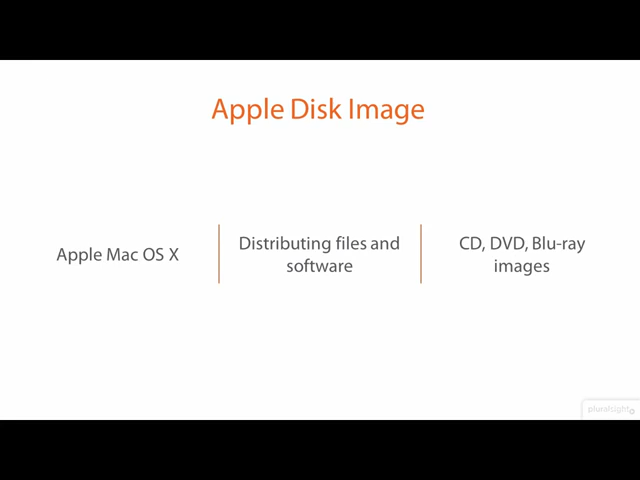 Apple Disk Image
Apple Mac OS X
Distributing files and
software
CD, DVD, Blu-ray
images
pluralsight